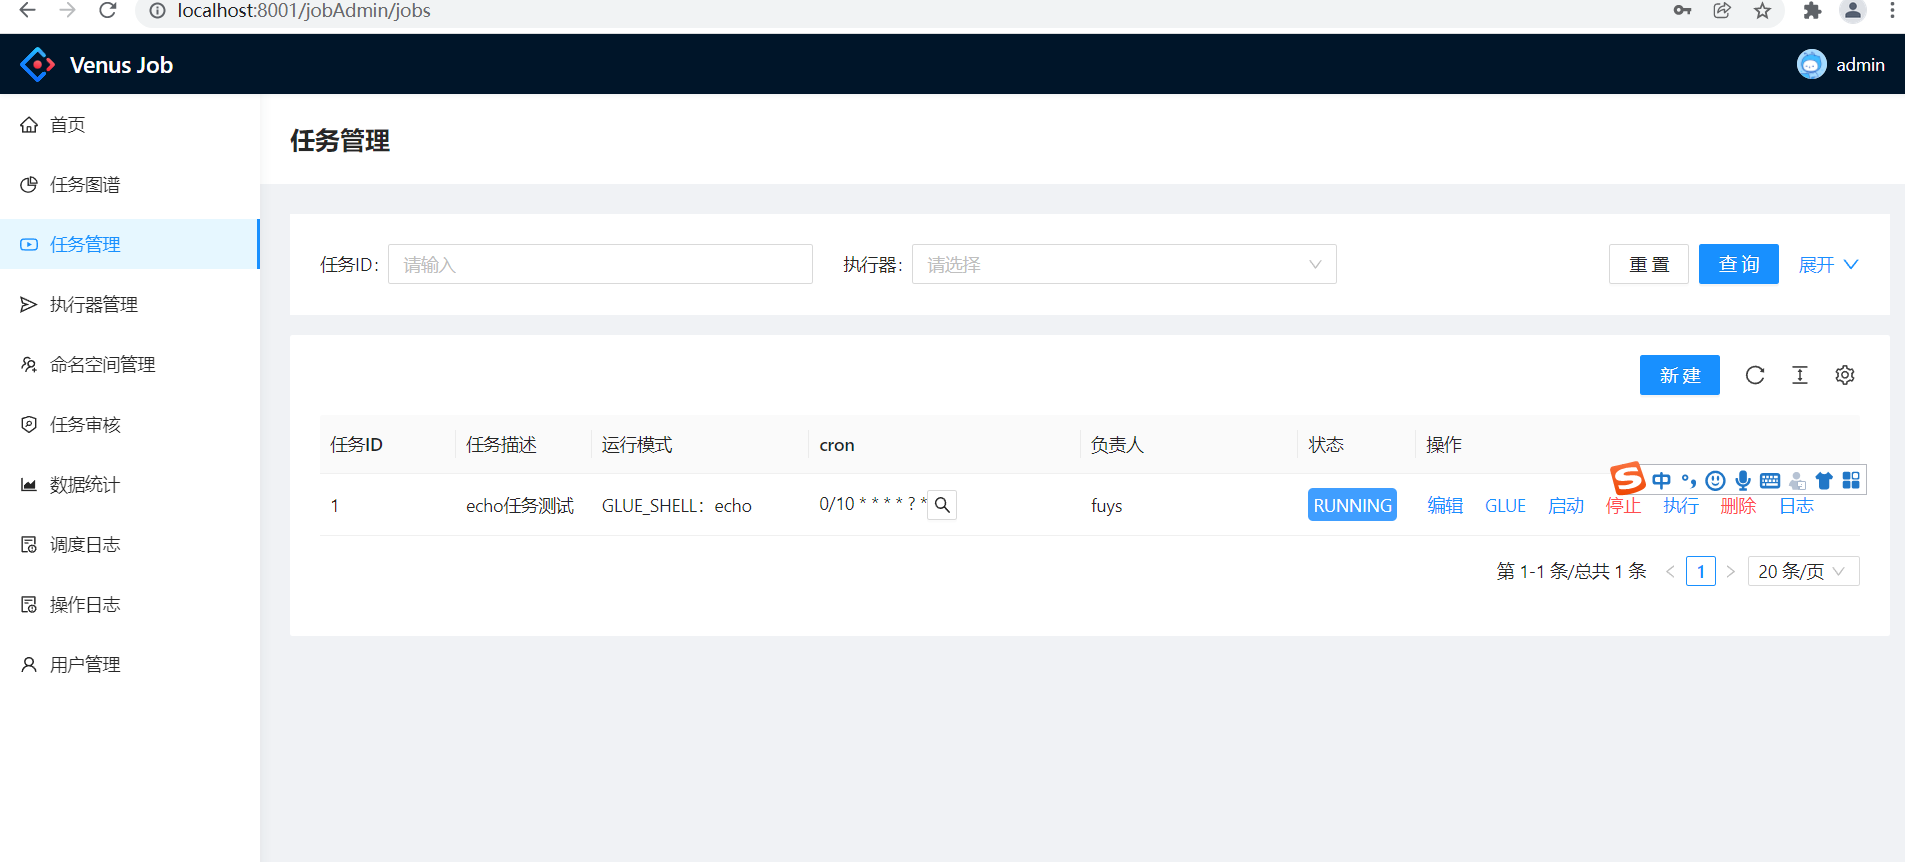 localhost:8001/jobAdmin/jobs
Venus Job
admin
首页
任务图谱
任务管理
执行器管理
命名空间管理
任务审核
数据统计
调度日志
操作日志
用户管理
任务管理
任务ID: 请输入 执行器: 请选择 重 置 查 询 展开
新 建
任务ID 任务描述 运行模式 cron 负责人 状态 操作
中
1 echo任务测试 GLUE_SHELL：echo 0/10 * * * * ? * fuys RUNNING 编辑 GLUE 启动 停止 执行 删除 日志
第 1-1 条/总共 1 条 < 1 > 20 条/页